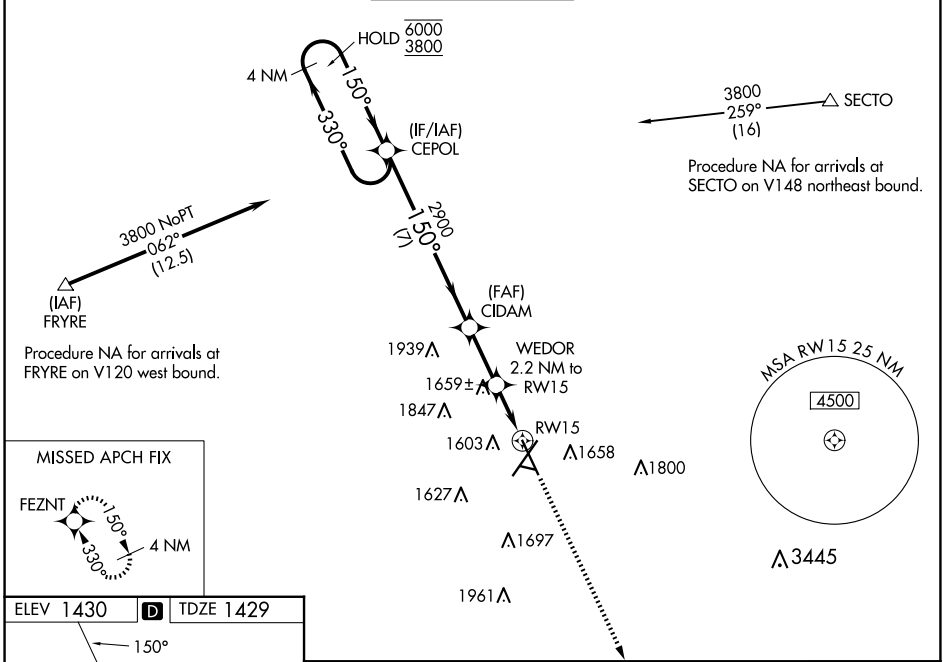 HOLD 6000
3800
4 NM
150°
330°
(IF/IAF)
CEPOL
3800
259°
(16)
SECTO
Procedure NA for arrivals at
SECTO on V148 northeast bound.
3800 NoPT
062°
(12.5)
(IAF)
FRYRE
Procedure NA for arrivals at
FRYRE on V120 west bound.
2900
150°
(7)
(FAF)
CIDAM
1939
WEDOR
2.2 NM to
RW15
1659±
1847
RW15
1603
1658
1800
1627
1697
1961
MSA RW15 25 NM
4500
3445
MISSED APCH FIX
FEZNT
150°
330°
4 NM
ELEV 1430 D TDZE 1429
150°